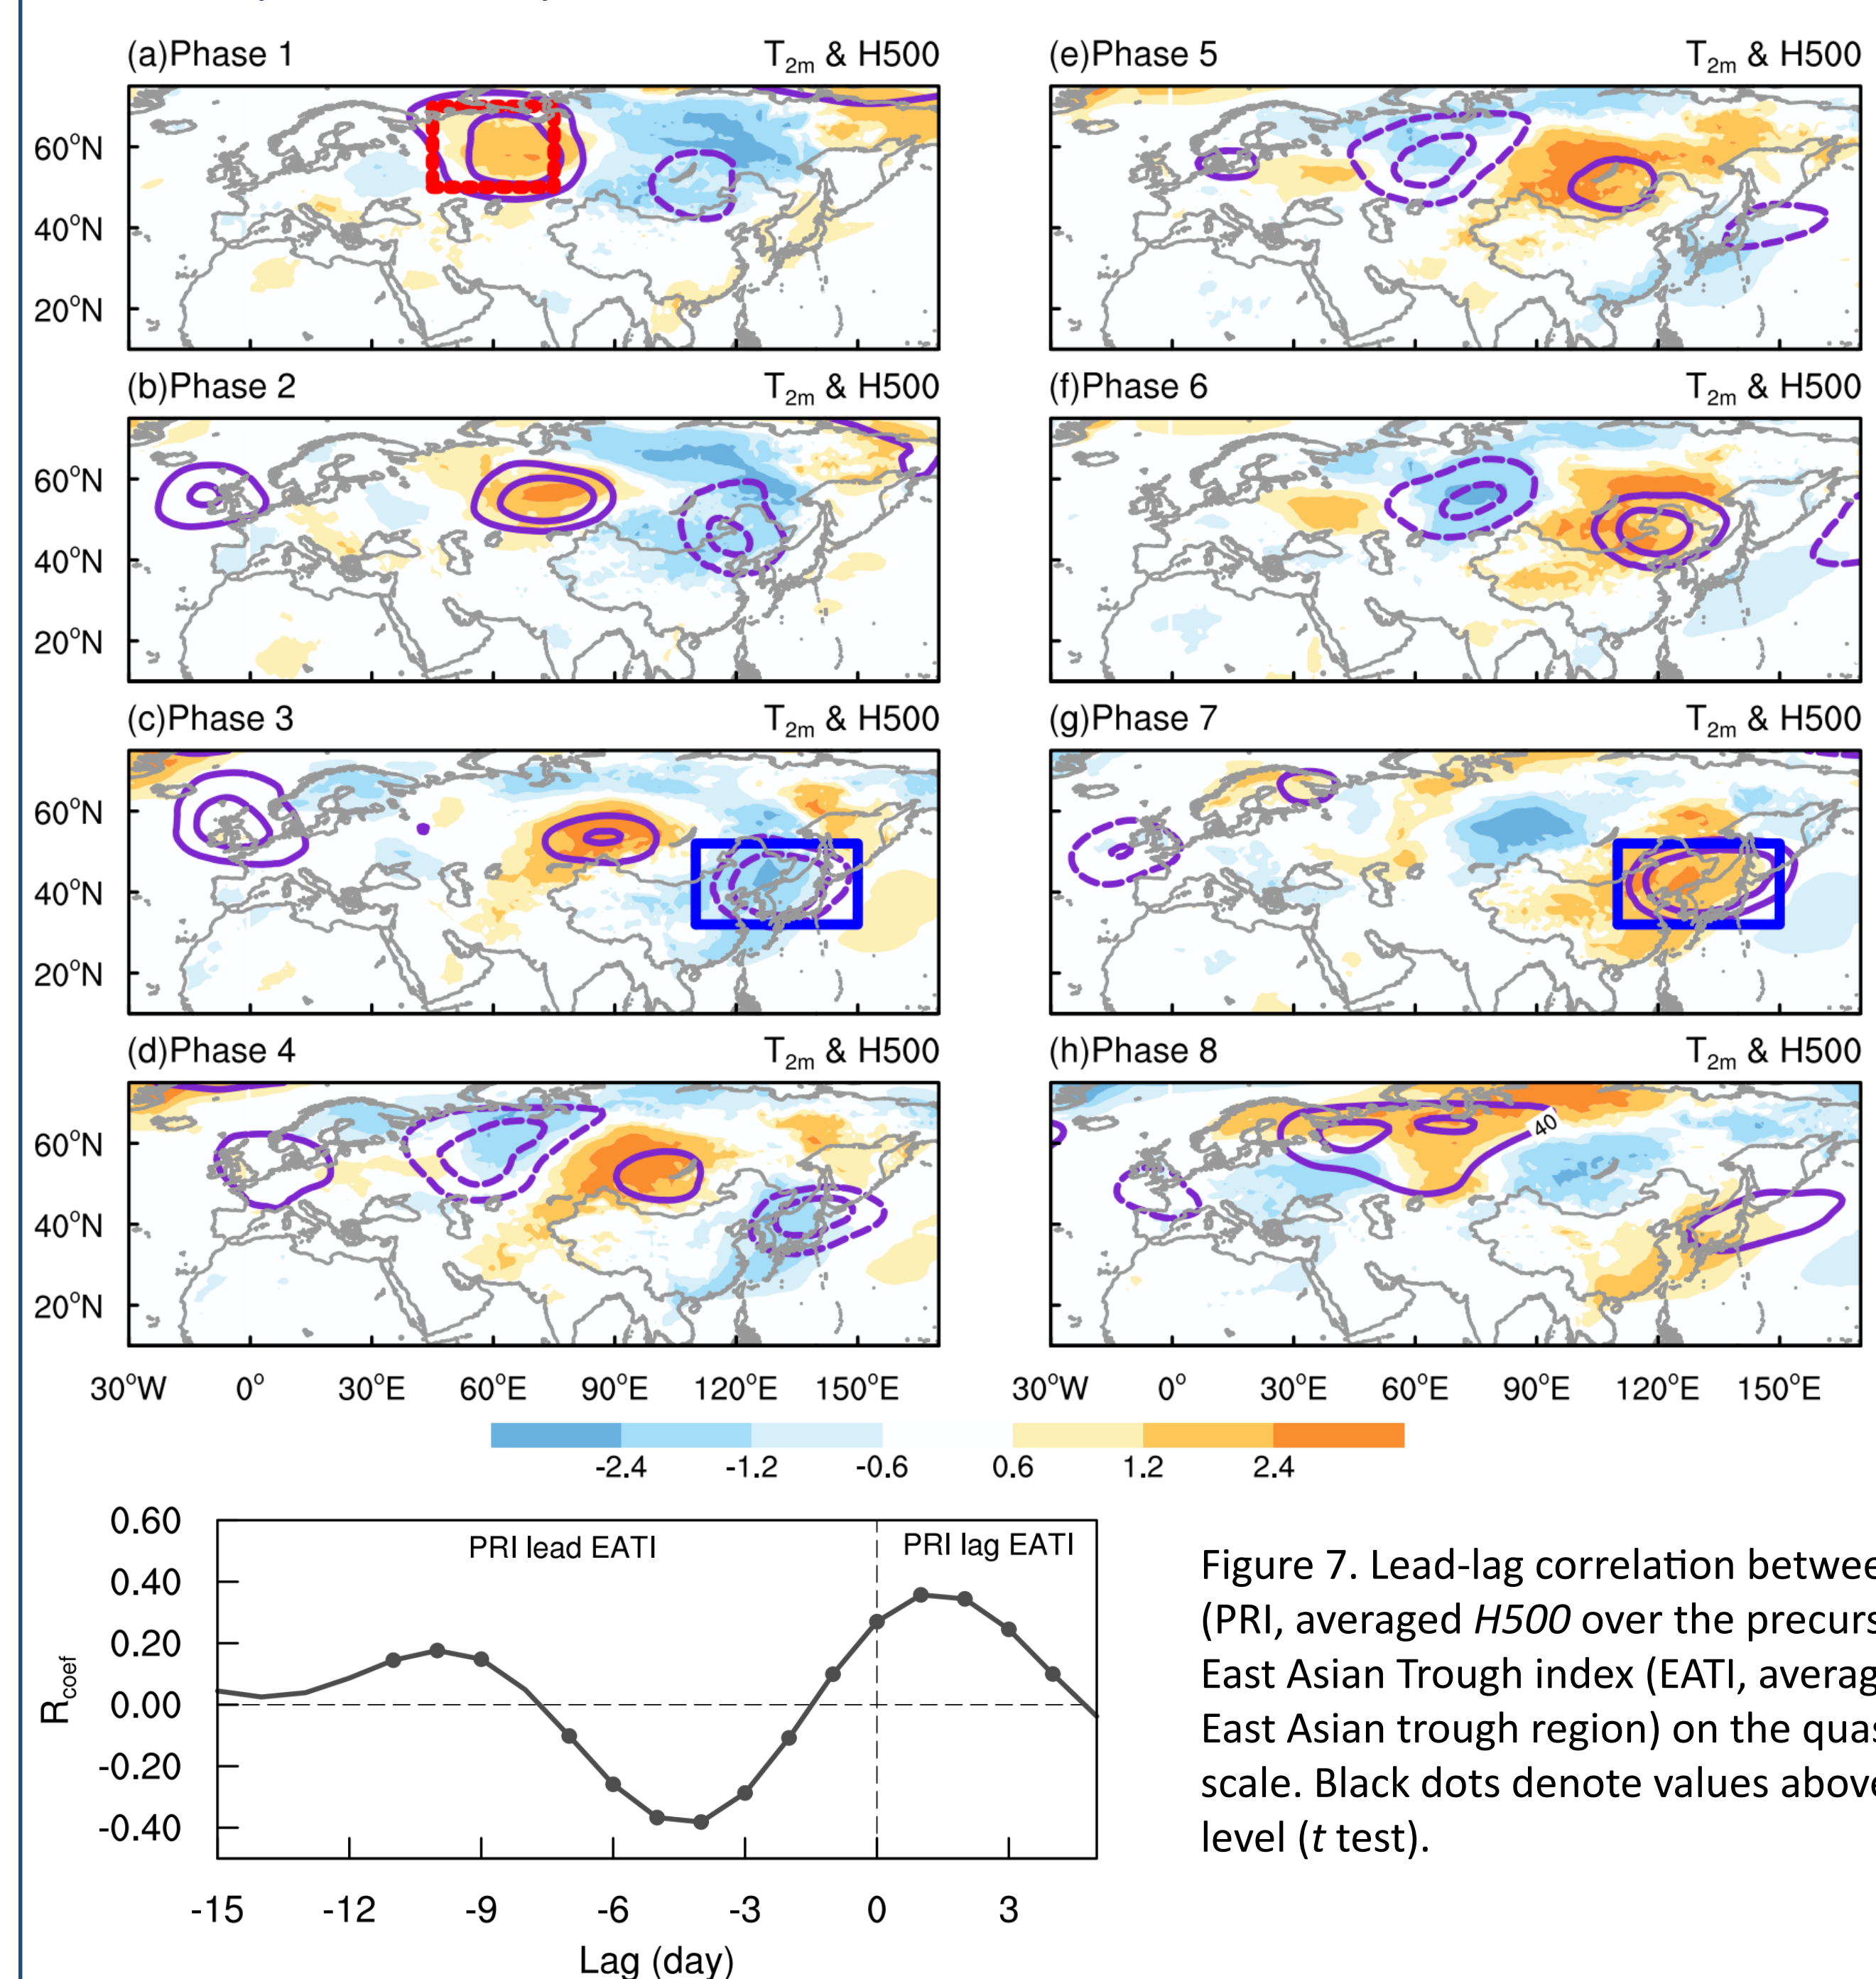 (a)Phase 1 T2m & H500
60°N
40°N
20°N
(b)Phase 2 T2m & H500
60°N
40°N
20°N
(c)Phase 3 T2m & H500
60°N
40°N
20°N
(d)Phase 4 T2m & H500
60°N
40°N
20°N
30°W 0° 30°E 60°E 90°E 120°E 150°E
(e)Phase 5 T2m & H500
(f)Phase 6 T2m & H500
(g)Phase 7 T2m & H500
(h)Phase 8 T2m & H500
40
30°W 0° 30°E 60°E 90°E 120°E 150°E
-2.4 -1.2 -0.6 0.6 1.2 2.4
0.60
0.40
0.20
0.00
-0.20
-0.40
Rcoef
PRI lead EATI PRI lag EATI
-15 -12 -9 -6 -3 0 3
Lag (day)
Figure 7. Lead-lag correlation
(PRI, averaged H500 over the
East Asian Trough index (EATI,
East Asian trough region) on the
scale. Black dots denote values above
level (t test).